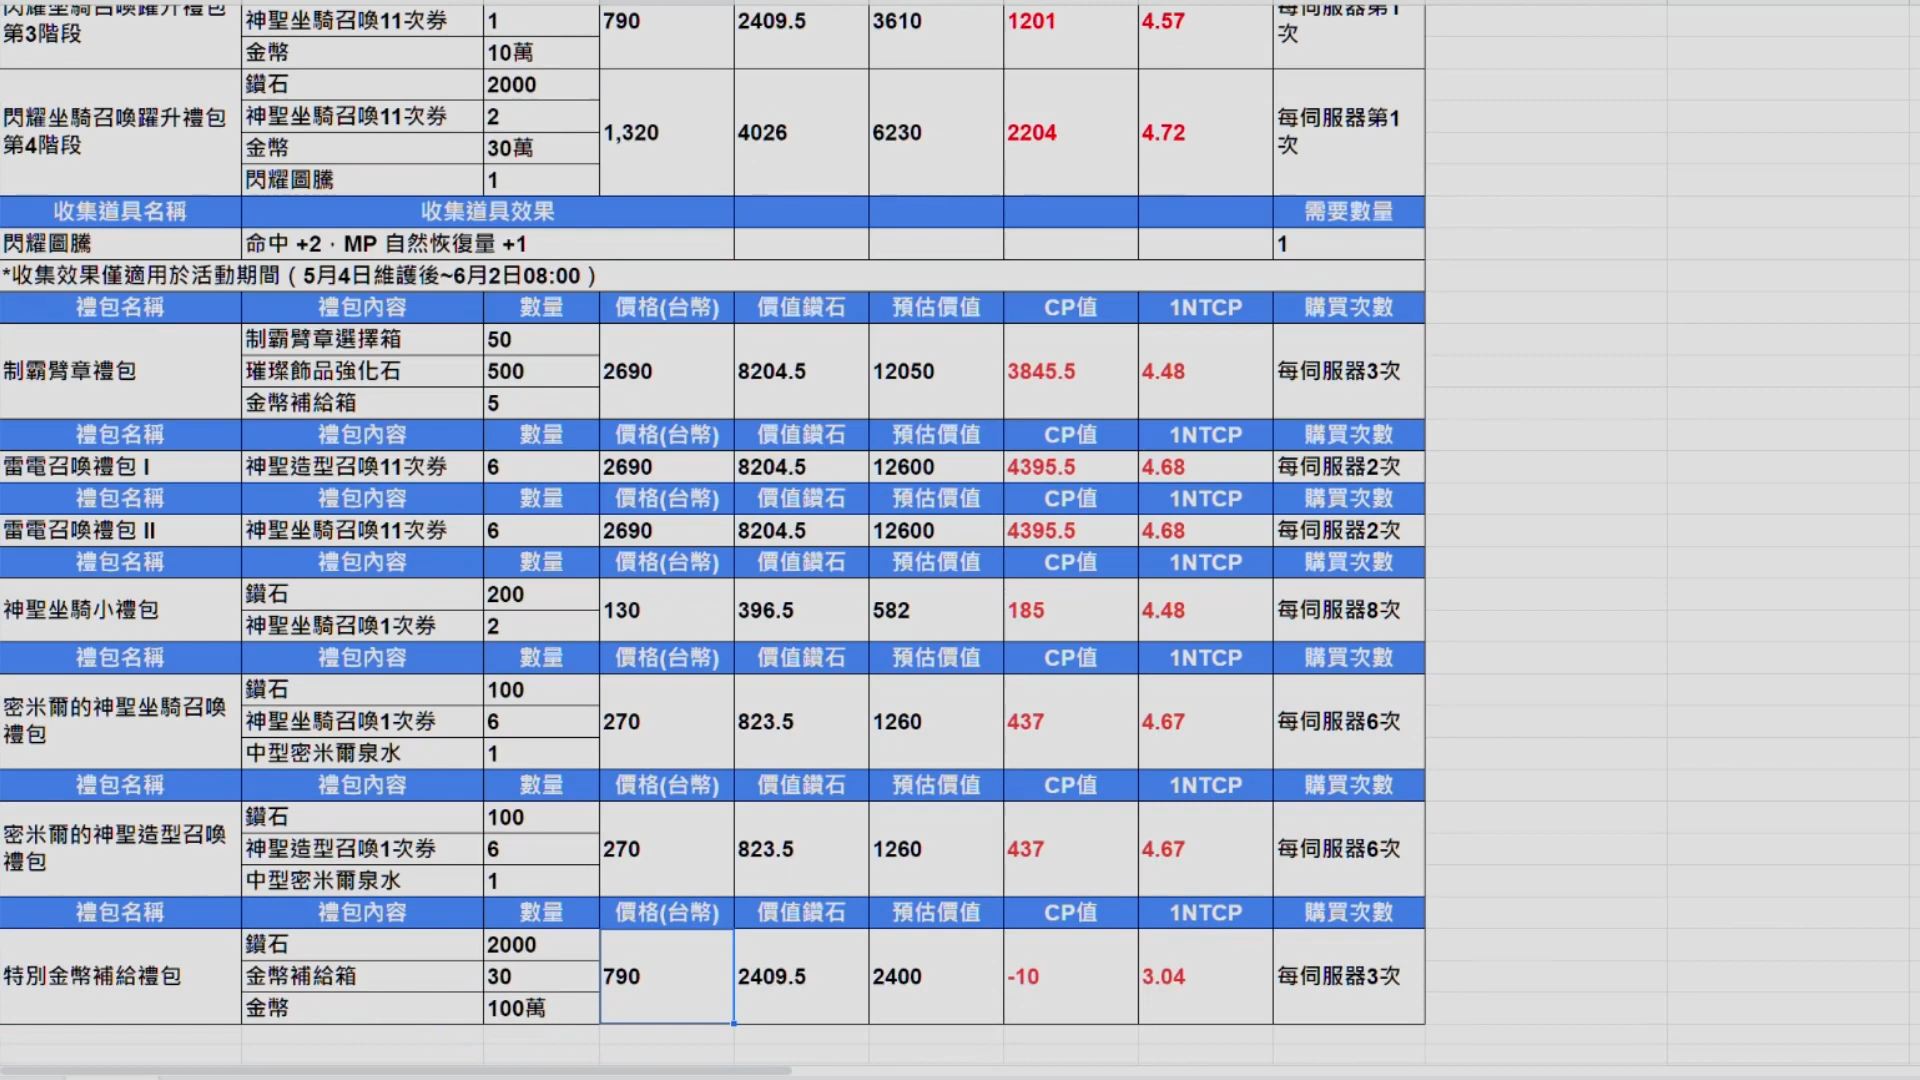 閃耀坐騎召喚躍升禮包
第3階段
神聖坐騎召喚11次券 1
金幣 10萬
790 2409.5 3610 1201 4.57
每伺服器第1
次
閃耀坐騎召喚躍升禮包
第4階段
鑽石 2000
神聖坐騎召喚11次券 2
金幣 30萬
閃耀圖騰 1
1,320 4026 6230 2204 4.72
每伺服器第1
次
收集道具名稱 收集道具效果 需要數量
閃耀圖騰 命中 +2，MP 自然恢復量 +1 1
*收集效果僅適用於活動期間（5月4日維護後~6月2日08:00）
禮包名稱 禮包內容 數量 價格(台幣) 價值鑽石 預估價值 CP值 1NTCP 購買次數
制霸臂章禮包
制霸臂章選擇箱 50
璀璨飾品強化石 500
金幣補給箱 5
2690 8204.5 12050 3845.5 4.48 每伺服器3次
禮包名稱 禮包內容 數量 價格(台幣) 價值鑽石 預估價值 CP值 1NTCP 購買次數
雷電召喚禮包 I 神聖造型召喚11次券 6 2690 8204.5 12600 4395.5 4.68 每伺服器2次
禮包名稱 禮包內容 數量 價格(台幣) 價值鑽石 預估價值 CP值 1NTCP 購買次數
雷電召喚禮包 II 神聖坐騎召喚11次券 6 2690 8204.5 12600 4395.5 4.68 每伺服器2次
禮包名稱 禮包內容 數量 價格(台幣) 價值鑽石 預估價值 CP值 1NTCP 購買次數
神聖坐騎小禮包
鑽石 200
神聖坐騎召喚1次券 2
130 396.5 582 185 4.48 每伺服器8次
禮包名稱 禮包內容 數量 價格(台幣) 價值鑽石 預估價值 CP值 1NTCP 購買次數
密米爾的神聖坐騎召喚
禮包
鑽石 100
神聖坐騎召喚1次券 6
中型密米爾泉水 1
270 823.5 1260 437 4.67 每伺服器6次
禮包名稱 禮包內容 數量 價格(台幣) 價值鑽石 預估價值 CP值 1NTCP 購買次數
密米爾的神聖造型召喚
禮包
鑽石 100
神聖造型召喚1次券 6
中型密米爾泉水 1
270 823.5 1260 437 4.67 每伺服器6次
禮包名稱 禮包內容 數量 價格(台幣) 價值鑽石 預估價值 CP值 1NTCP 購買次數
特別金幣補給禮包
鑽石 2000
金幣補給箱 30
金幣 100萬
790 2409.5 2400 -10 3.04 每伺服器3次